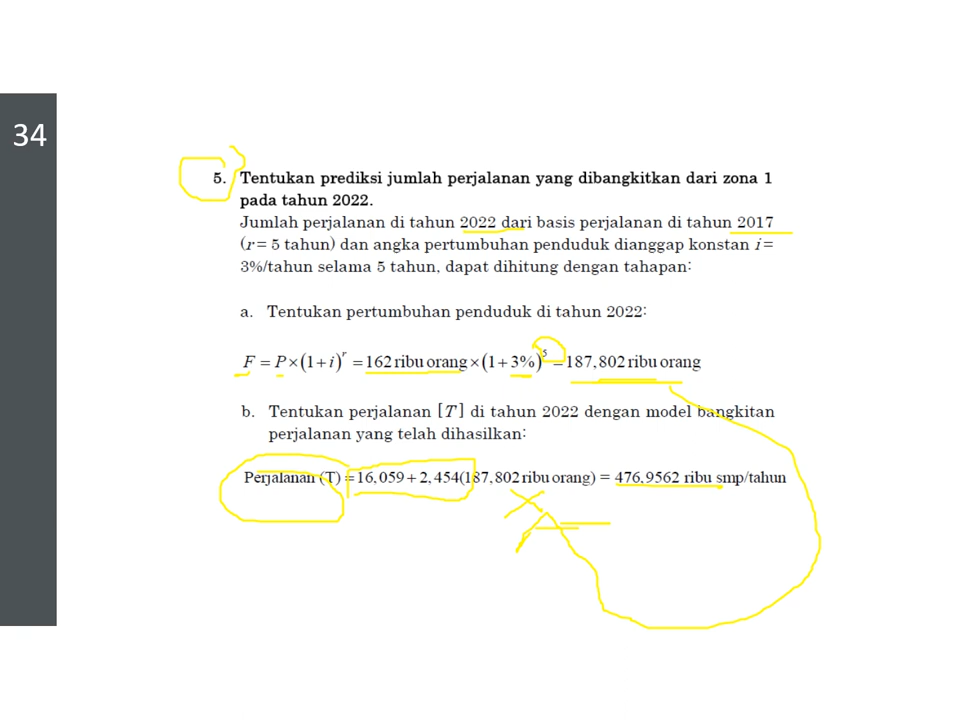 34
5. Tentukan prediksi jumlah perjalanan yang dibangkitkan dari zona 1
pada tahun 2022.
Jumlah perjalanan di tahun 2022 dari basis perjalanan di tahun 2017
(r = 5 tahun) dan angka pertumbuhan penduduk dianggap konstan i =
3%/tahun selama 5 tahun, dapat dihitung dengan tahapan:
a. Tentukan pertumbuhan penduduk di tahun 2022:
F = P×(1+i)^r = 162 ribu orang×(1+3%)^5 = 187,802 ribu orang
b. Tentukan perjalanan [T] di tahun 2022 dengan model bangkitan
perjalanan yang telah dihasilkan:
Perjalanan (T) = 16,059 + 2,454(187,802 ribu orang) = 476,9562 ribu smp/tahun